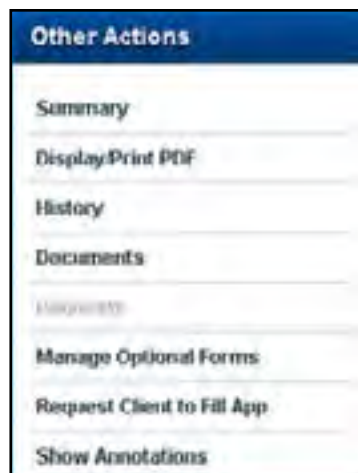 Other Actions
Summary
Display/Print PDF
History
Documents
Manage Optional Forms
Request Client to Fill App
Show Annotations